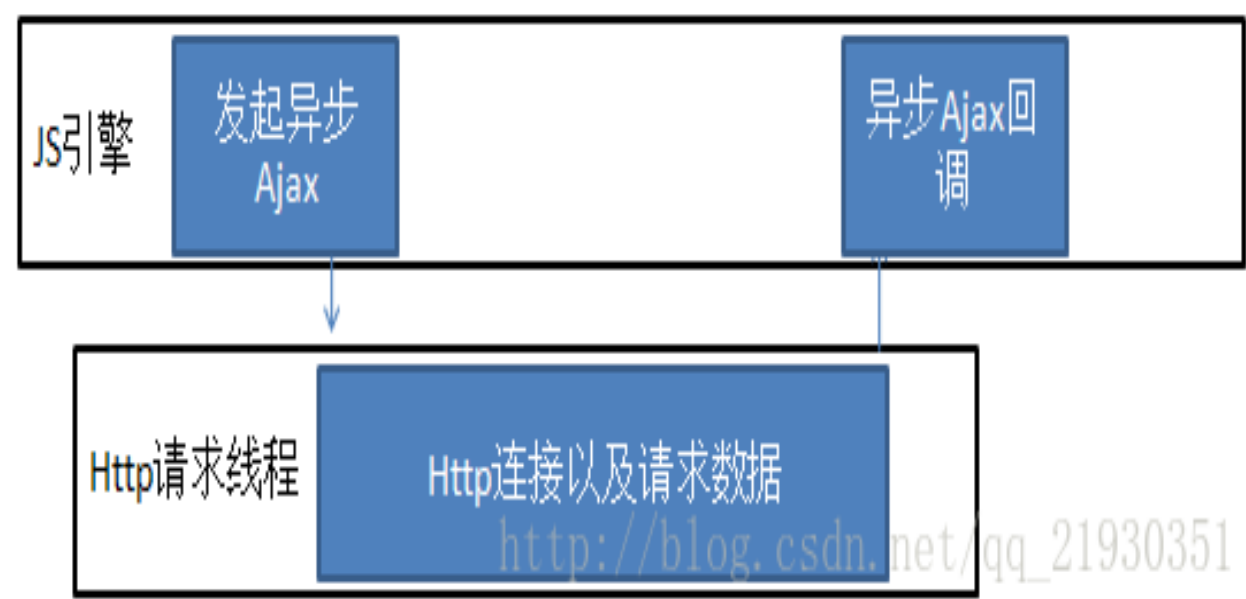 JS引擎
发起异步
Ajax
异步Ajax回
调
Http请求线程
Http连接以及请求数据
http://blog.csdn.net/qq_21930351